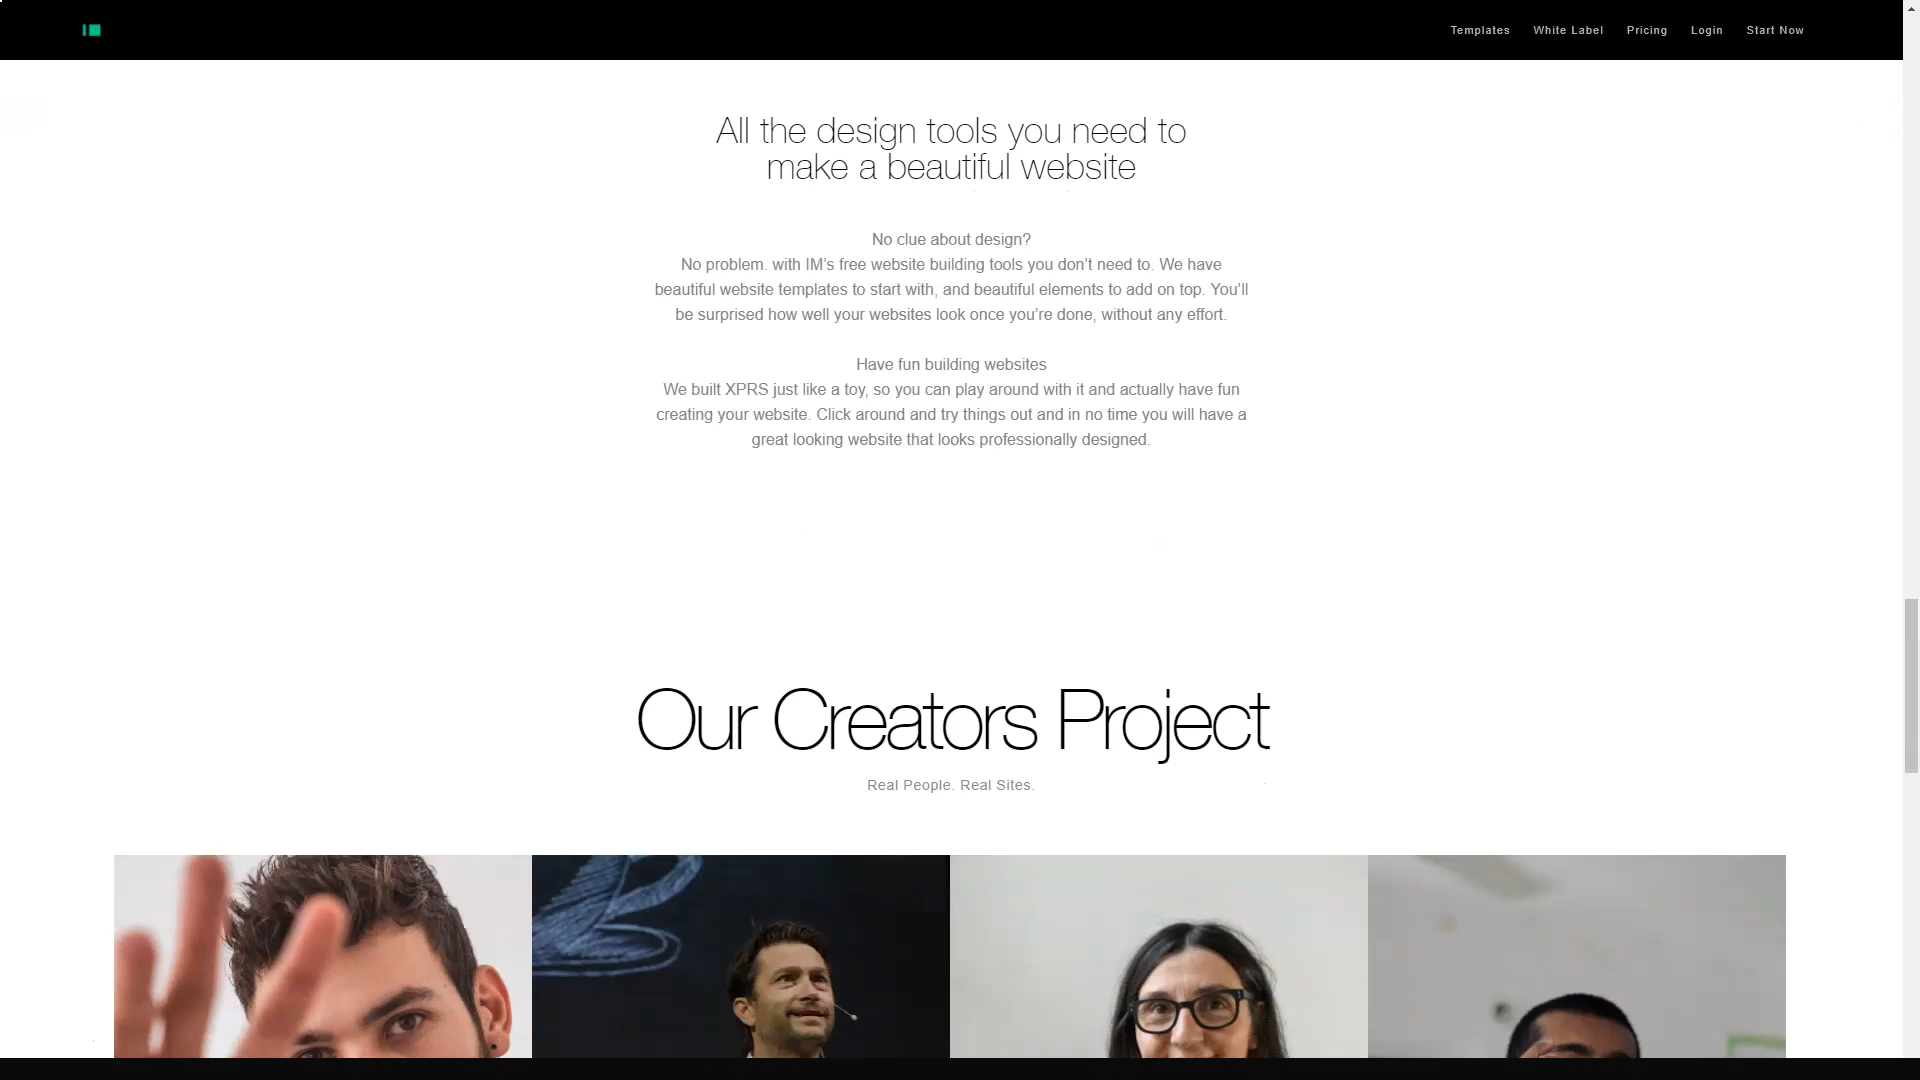 Templates White Label Pricing Login Start Now
All the design tools you need to
make a beautiful website
No clue about design?
No problem. with IM's free website building tools you don't need to. We have
beautiful website templates to start with, and beautiful elements to add on top. You'll
be surprised how well your websites look once you're done, without any effort.
Have fun building websites
We built XPRS just like a toy, so you can play around with it and actually have fun
creating your website. Click around and try things out and in no time you will have a
great looking website that looks professionally designed.
Our Creators Project
Real People. Real Sites.